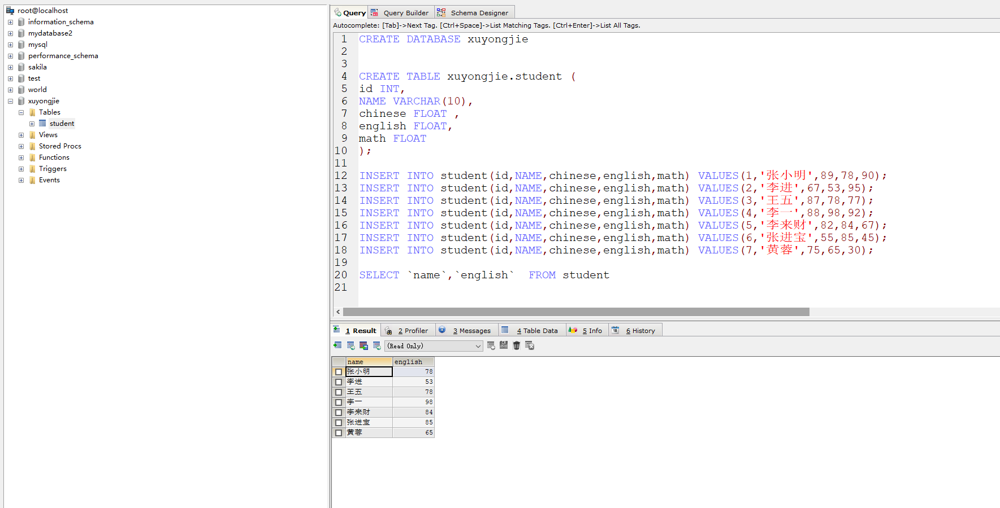 root@localhost
information_schema
mydatabase2
mysql
performance_schema
sakila
test
world
xuyongjie
Tables
student
Views
Stored Procs
Functions
Triggers
Events
Query Query Builder Schema Designer
Autocomplete: [Tab]->Next Tag. [Ctrl+Space]->List Matching Tags. [Ctrl+Enter]->List All Tags.
1 CREATE DATABASE xuyongjie
2
3
4 CREATE TABLE xuyongjie.student (
5 id INT,
6 NAME VARCHAR(10),
7 chinese FLOAT ,
8 english FLOAT,
9 math FLOAT
10 );
11
12 INSERT INTO student(id,NAME,chinese,english,math) VALUES(1,'张小明',89,78,90);
13 INSERT INTO student(id,NAME,chinese,english,math) VALUES(2,'李进',67,53,95);
14 INSERT INTO student(id,NAME,chinese,english,math) VALUES(3,'王五',87,78,77);
15 INSERT INTO student(id,NAME,chinese,english,math) VALUES(4,'李一',88,98,92);
16 INSERT INTO student(id,NAME,chinese,english,math) VALUES(5,'李来财',82,84,67);
17 INSERT INTO student(id,NAME,chinese,english,math) VALUES(6,'张进宝',55,85,45);
18 INSERT INTO student(id,NAME,chinese,english,math) VALUES(7,'黄蓉',75,65,30);
19
20 SELECT `name`,`english`  FROM student
21
1 Result 2 Profiler 3 Messages 4 Table Data 5 Info 18 6 History
(Read Only)
name english
张小明 78
李进 53
王五 78
李一 98
李来财 84
张进宝 85
黄蓉 65